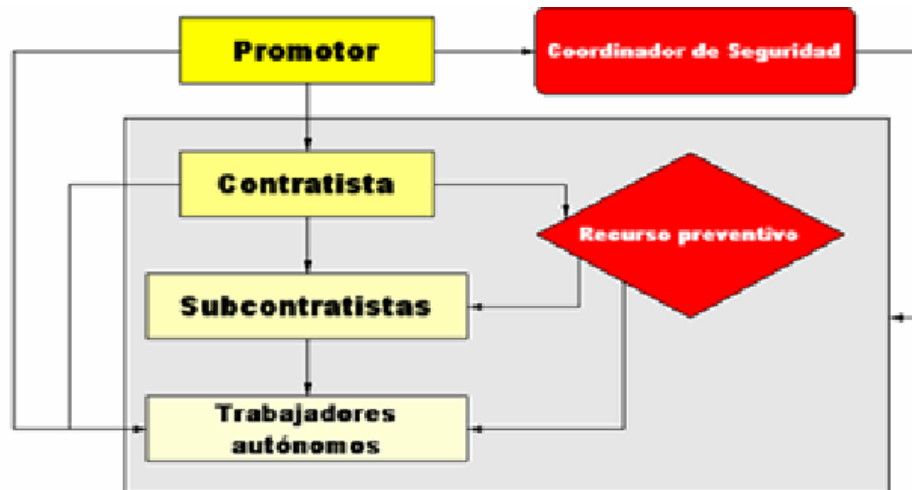 Promotor
Coordinador de Seguridad
Contratista
Recurso preventivo
Subcontratistas
Trabajadores
autónomos